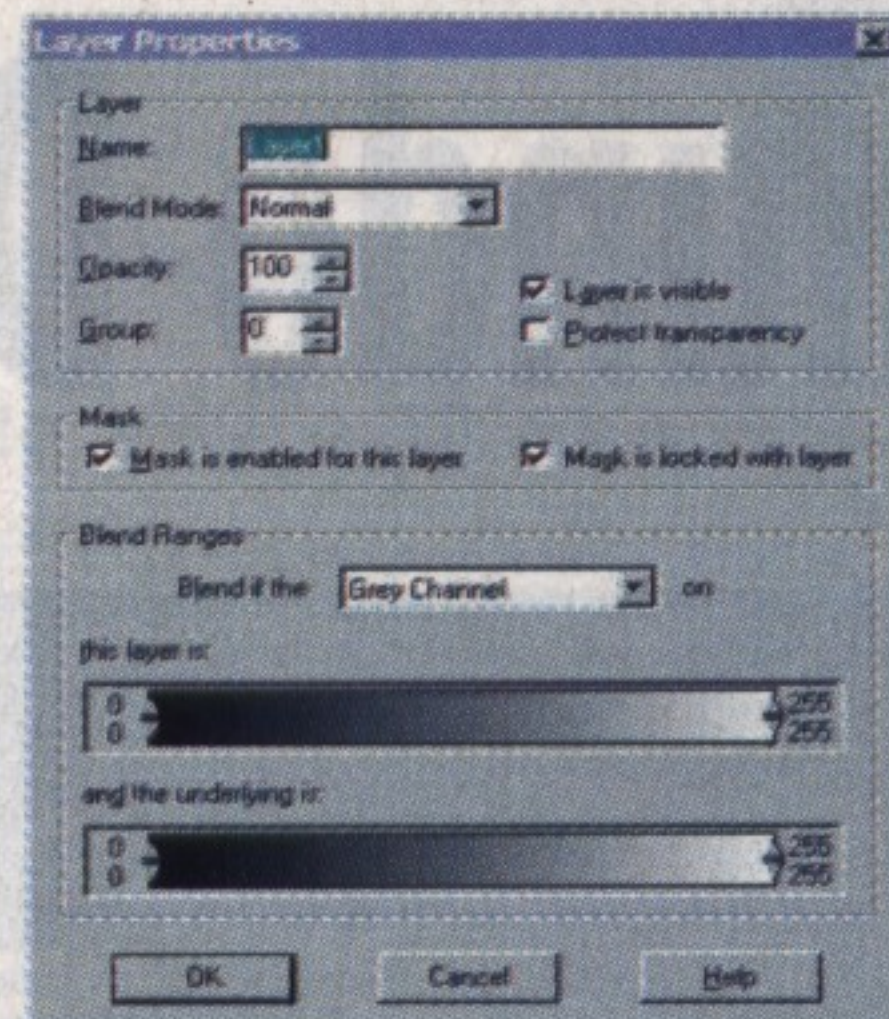 Layer Properties
Layer
Name: Layer1
Blend Mode: Normal
Opacity: 100
Layer is visible
Group: 0
Protect transparency
Mask
Mask is enabled for this layer
Mask is locked with layer
Blend Ranges
Blend if the Grey Channel on
this layer is:
0 255
0 255
and the underlying is:
0 255
0 255
OK Cancel Help